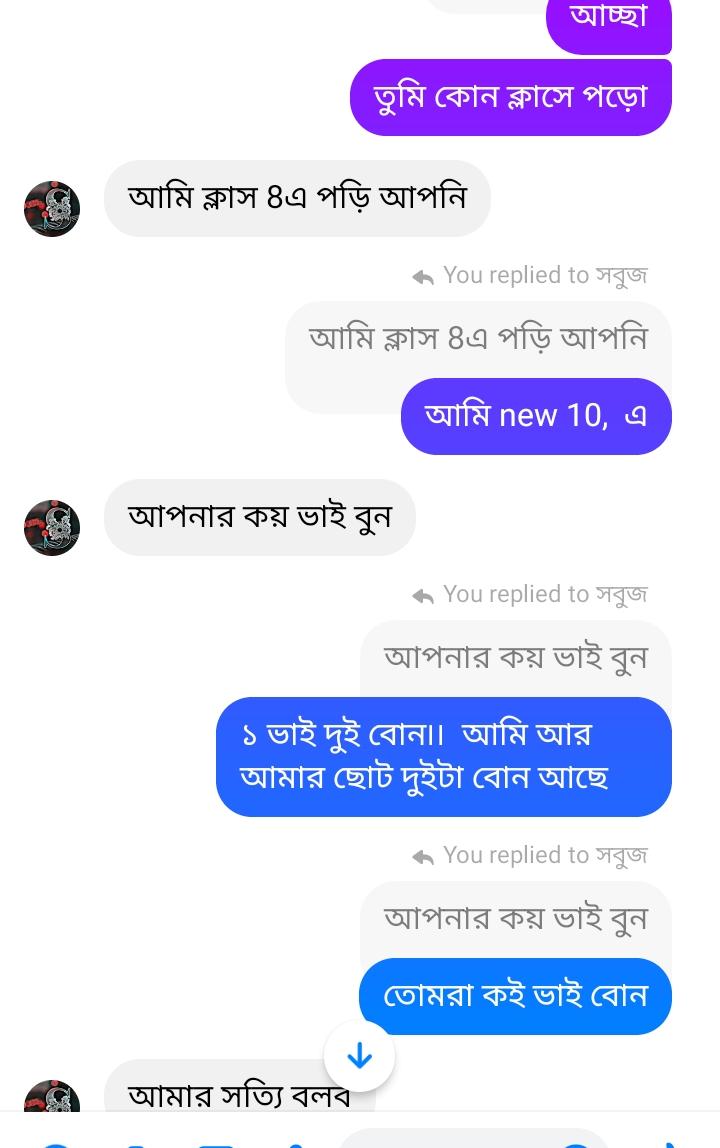 আচ্ছা
তুমি কোন ক্লাসে পড়ো
আমি ক্লাস 8এ পড়ি আপনি
You replied to সবুজ
আমি ক্লাস 8এ পড়ি আপনি
আমি new 10, এ
আপনার কয় ভাই বুন
You replied to সবুজ
আপনার কয় ভাই বুন
১ ভাই দুই বোন।। আমি আর
আমার ছোট দুইটা বোন আছে
You replied to সবুজ
আপনার কয় ভাই বুন
তোমরা কই ভাই বোন
আমার সত্যি বলব